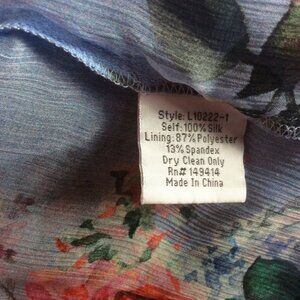 Style: L10222-1
Self: 100% Silk
Lining: 87% Polyester
13% Spandex
Dry Clean Only
Rn# 149414
Made In China